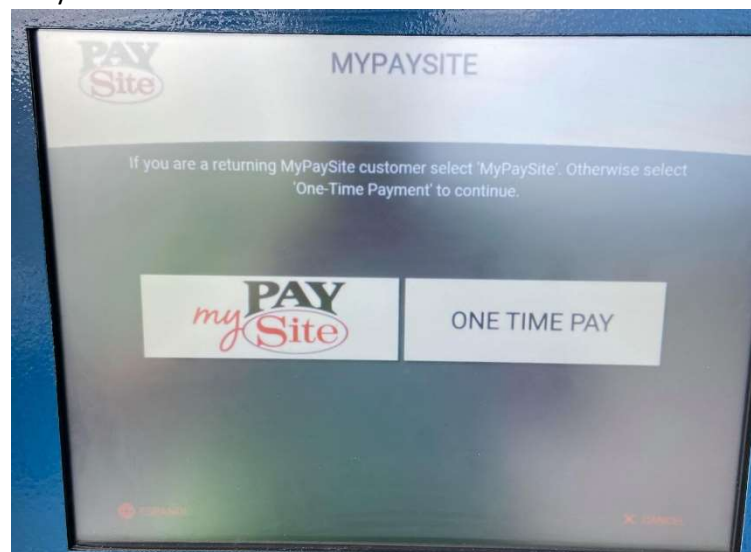 PAY
Site
MYPAYSITE
If you are a returning MyPaySite customer select 'MyPaySite'. Otherwise select
'One-Time Payment' to continue.
my PAY
Site
ONE TIME PAY
CANCEL